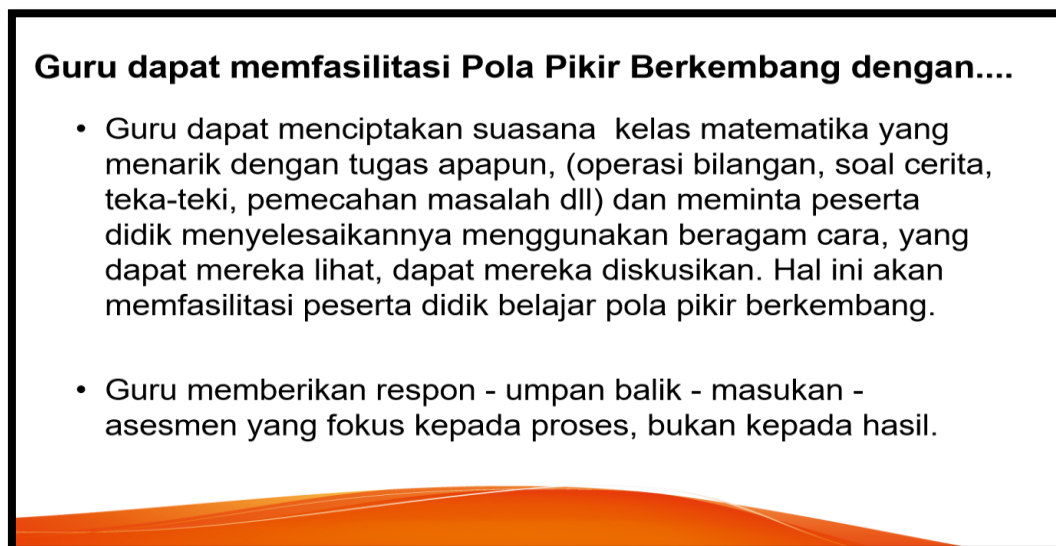 Guru dapat memfasilitasi Pola Pikir Berkembang dengan....
• Guru dapat menciptakan suasana kelas matematika yang
menarik dengan tugas apapun, (operasi bilangan, soal cerita,
teka-teki, pemecahan masalah dll) dan meminta peserta
didik menyelesaikannya menggunakan beragam cara, yang
dapat mereka lihat, dapat mereka diskusikan. Hal ini akan
memfasilitasi peserta didik belajar pola pikir berkembang.
• Guru memberikan respon - umpan balik - masukan -
asesmen yang fokus kepada proses, bukan kepada hasil.